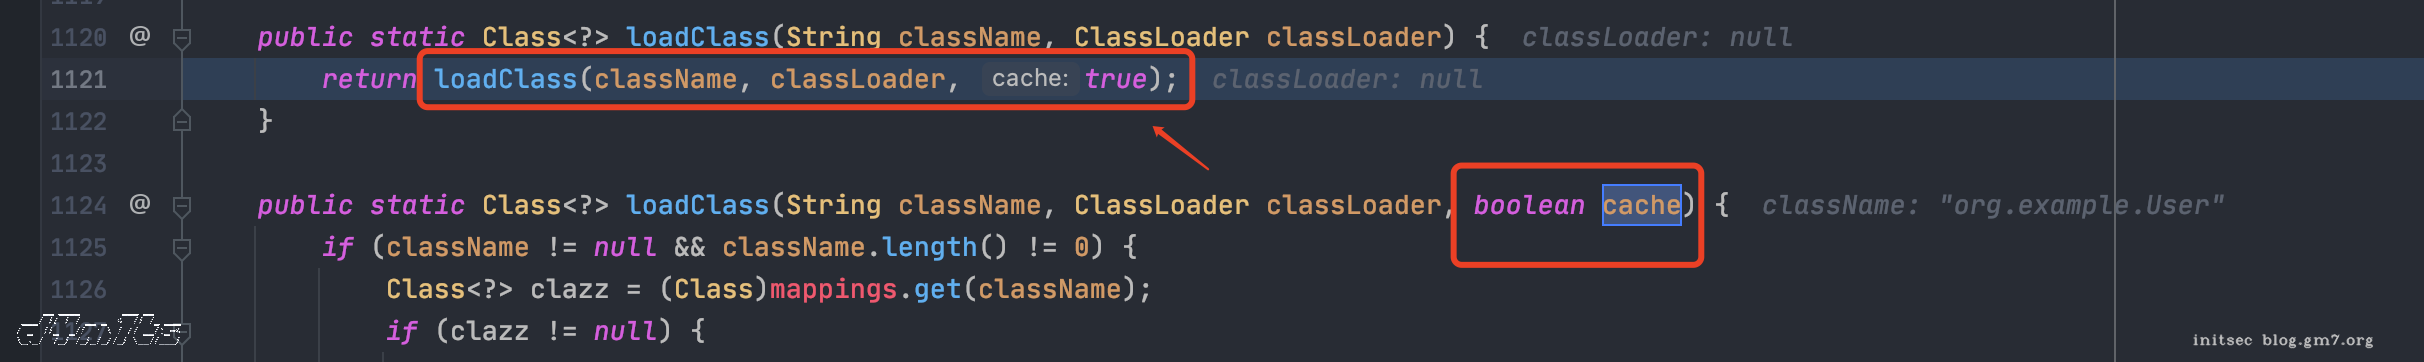 1120 @ public static Class<?> loadClass(String className, ClassLoader classLoader) { classLoader: null
1121 return loadClass(className, classLoader, cache: true); classLoader: null
1122 }
1123
1124 @ public static Class<?> loadClass(String className, ClassLoader classLoader, boolean cache) { className: "org.example.User"
1125 if (className != null && className.length() != 0) {
1126 Class<?> clazz = (Class)mappings.get(className);
1127 if (clazz != null) {
initsec blog.gm7.org